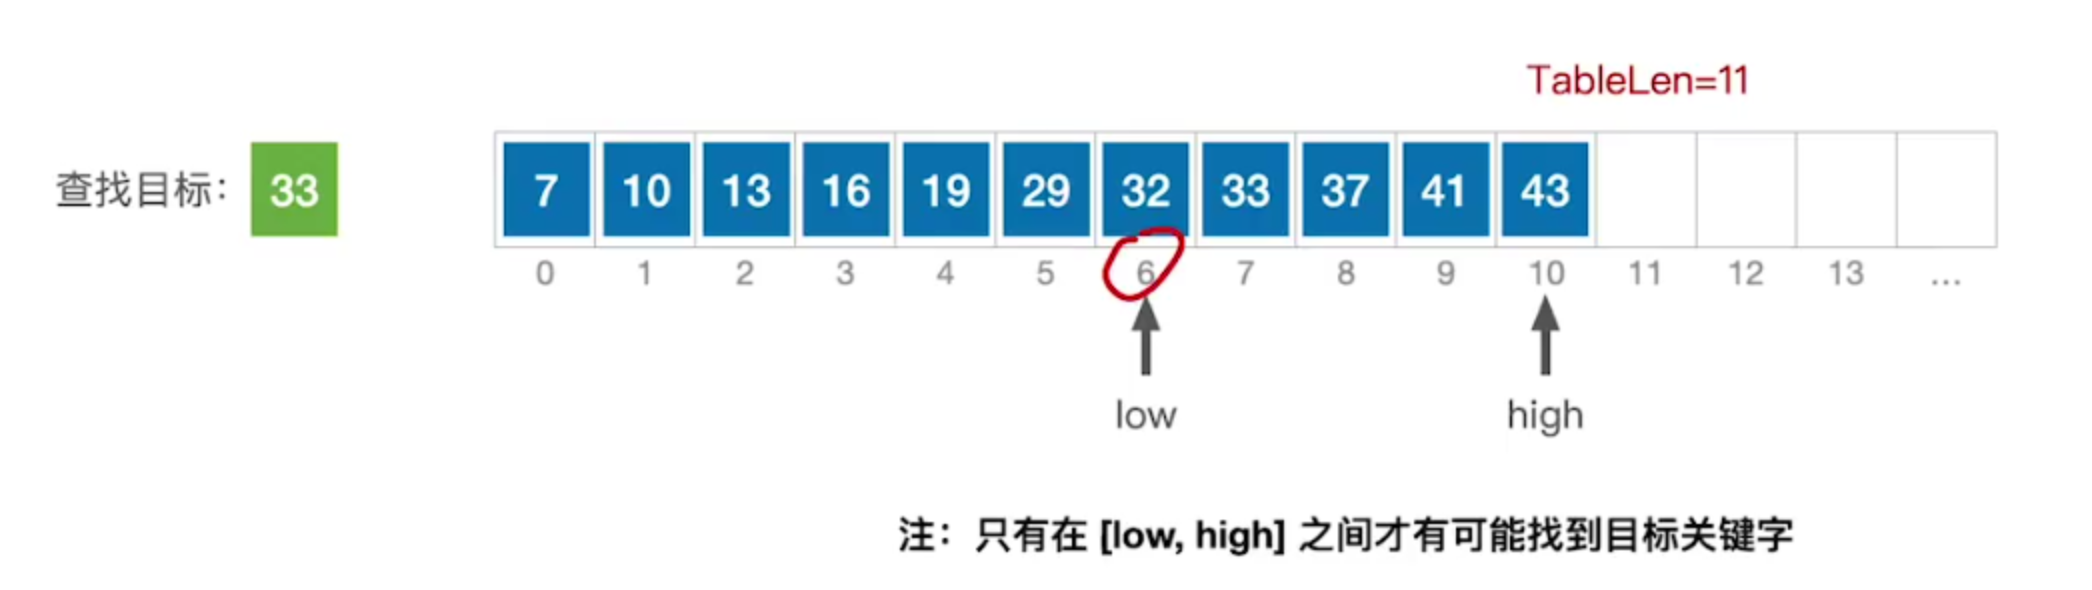 TableLen=11
查找目标： 33 7 10 13 16 19 29 32 33 37 41 43
0 1 2 3 4 5 6 7 8 9 10 11 12 13 ...
low high
注：只有在 [low, high] 之间才有可能找到目标关键字